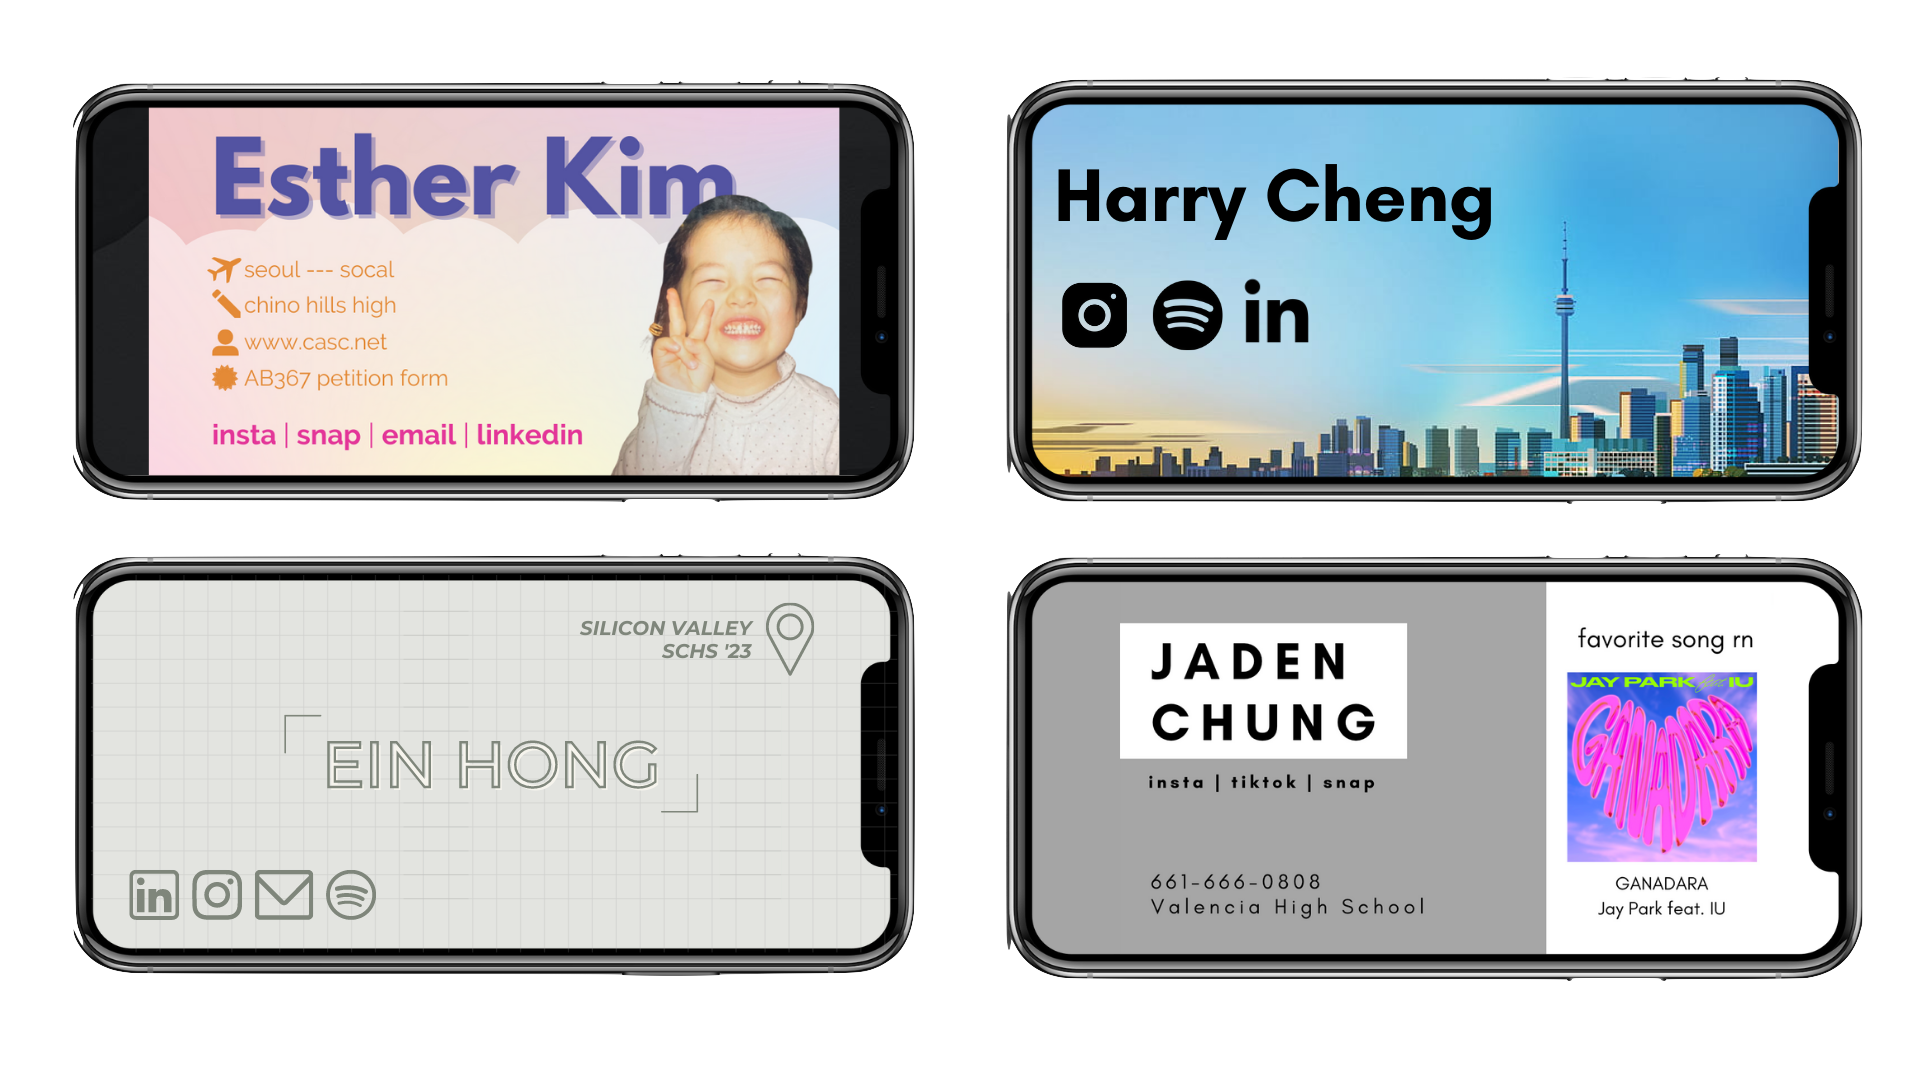 Esther Kim
seoul --- socal
chino hills high
www.casc.net
AB367 petition form
insta | snap | email | linkedin
Harry Cheng
in
SILICON VALLEY
SCHS '23
EIN HONG
in
JADEN
CHUNG
insta | tiktok | snap
661-666-0808
Valencia High School
favorite song rn
JAY PARK feat. IU
GANADARA
GANADARA
Jay Park feat. IU